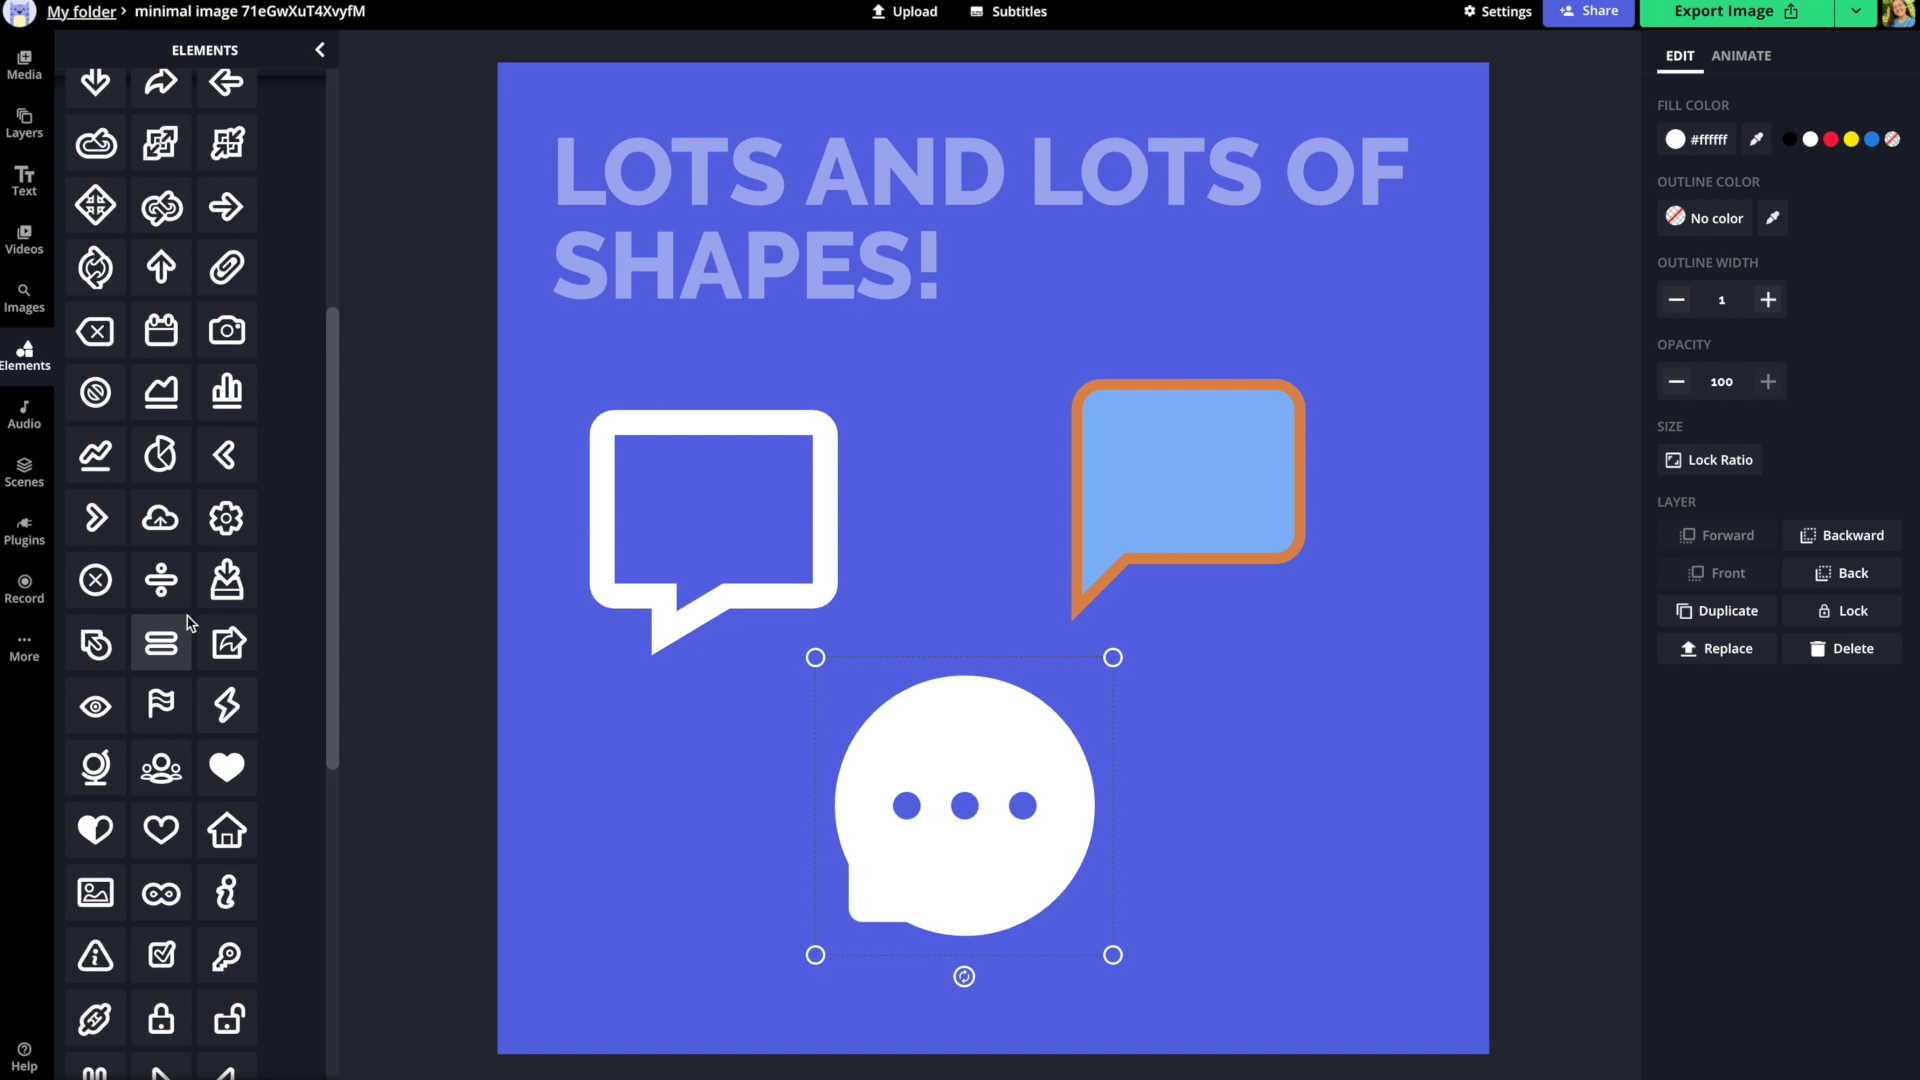 My folder > minimal image 71eGwXuT4XvyfM
Upload
Subtitles
Settings
Share
Export Image
Media
Layers
Text
Videos
Images
Elements
Audio
Scenes
Plugins
Record
More
Help
ELEMENTS
LOTS AND LOTS OF
SHAPES!
EDIT ANIMATE
FILL COLOR
#ffffff
OUTLINE COLOR
No color
OUTLINE WIDTH
1
OPACITY
100
SIZE
Lock Ratio
LAYER
Forward Backward
Front Back
Duplicate Lock
Replace Delete